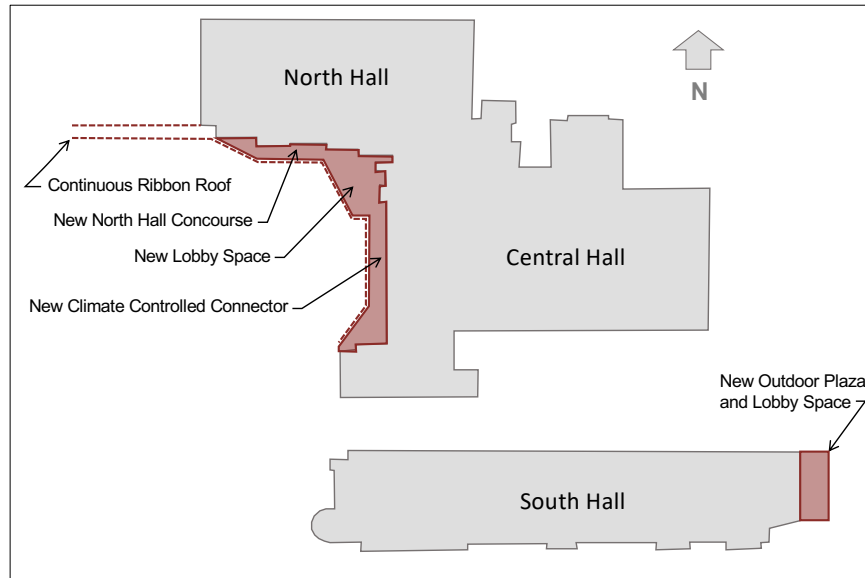 North Hall
N
Continuous Ribbon Roof
New North Hall Concourse
New Lobby Space
Central Hall
New Climate Controlled Connector
New Outdoor Plaza
and Lobby Space
South Hall